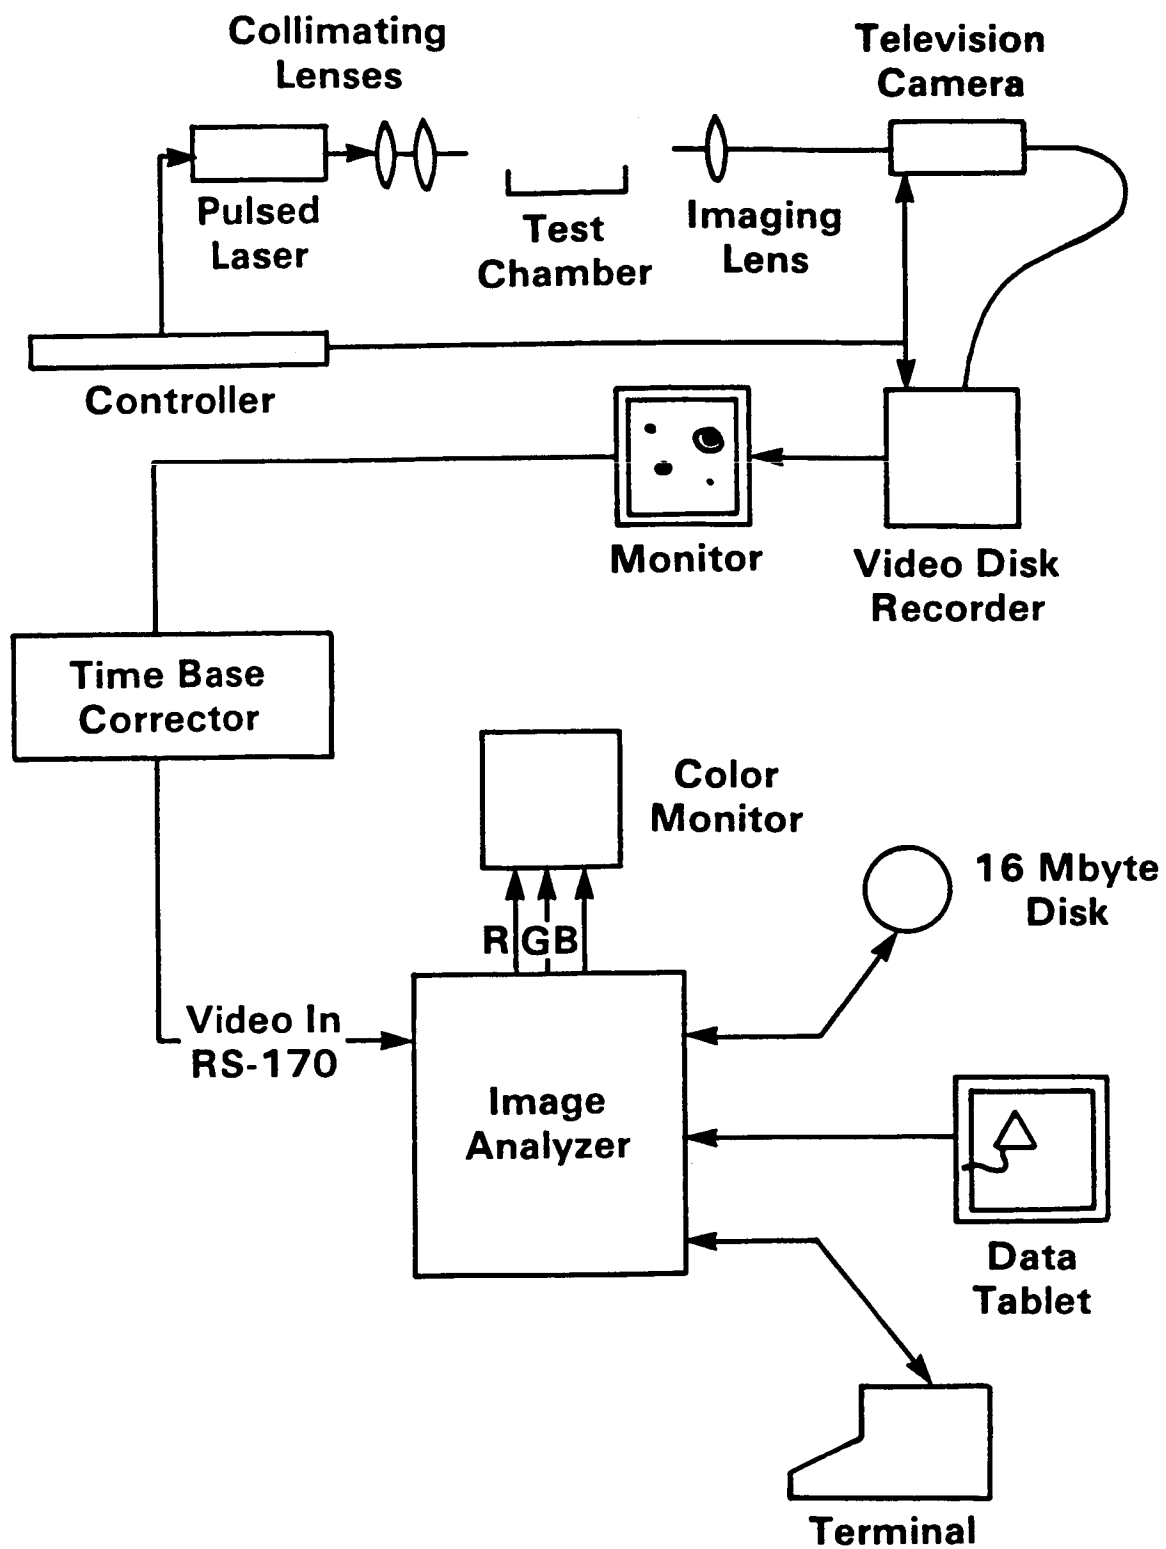 Collimating
Lenses
Television
Camera
Pulsed
Laser
Test
Chamber
Imaging
Lens
Controller
Monitor
Video Disk
Recorder
Time Base
Corrector
Color
Monitor
16 Mbyte
Disk
R G B
Video In
RS-170
Image
Analyzer
Data
Tablet
Terminal